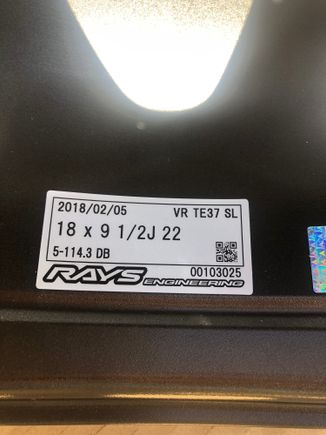 2018/02/05 VR TE37 SL
18 x 9 1/2J 22
5-114.3 DB
RAYS ENGINEERING 00103025